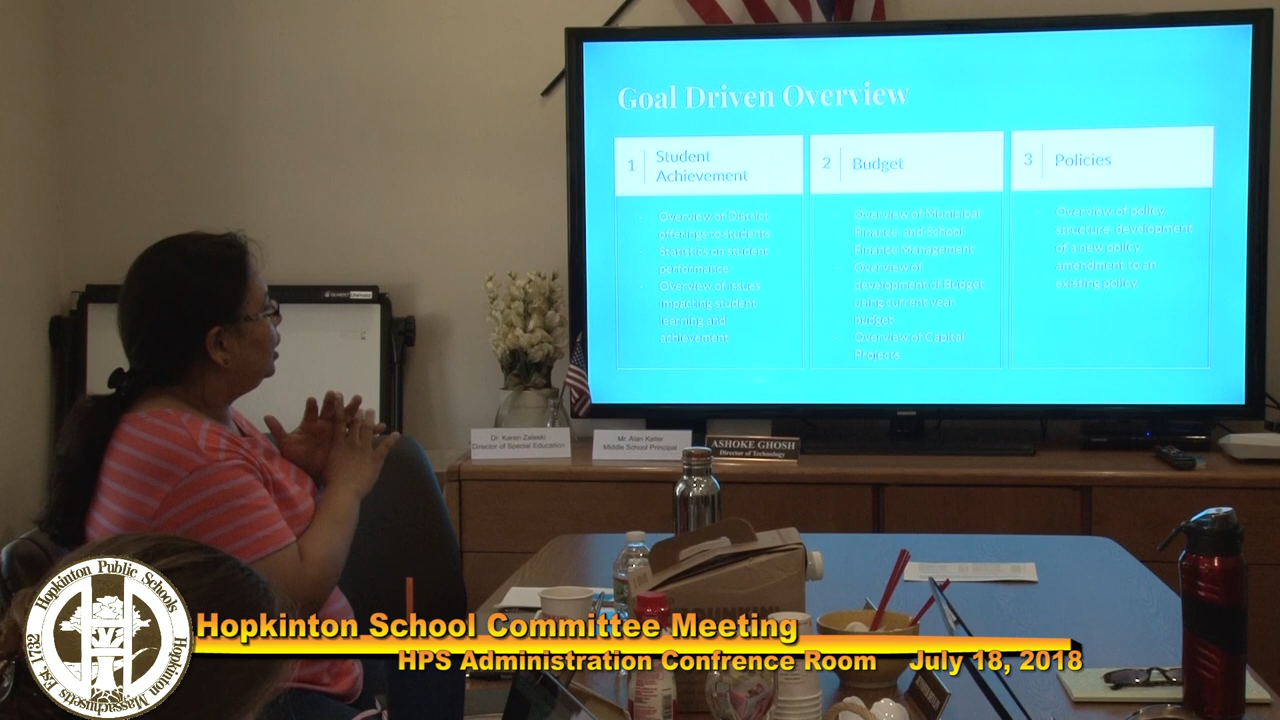 Goal Driven Overview
1
Student
Achievement
- Overview of District
offerings to students
- Statistics on student
performance
- Overview of issues
impacting student
learning and
achievement
2
Budget
- Overview of Municipal
Finance and School
Finance Management
- Overview of
development of Budget
using current year
budget
- Overview of Capital
Projects
3
Policies
- Overview of policy
structure- development
of a new policy
amendment to an
existing policy
Dr. Karen Zaleski
Director of Special Education
Mr. Alan Keller
Middle School Principal
ASHOKE GHOSH
Director of Technology
Hopkinton Public Schools
Hopkinton, Massachusetts Est. 1732
Hopkinton School Committee Meeting
HPS Administration Confrence Room July 18, 2018